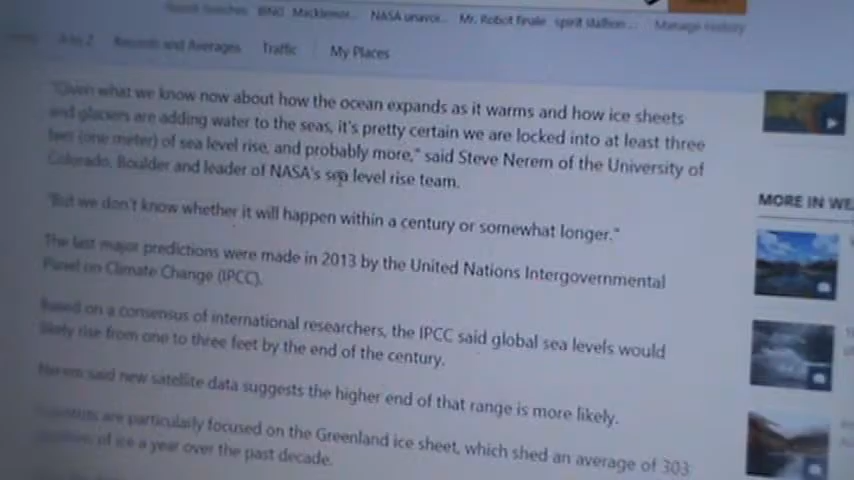 Recent searches BING Macklemor... NASA unavoi... Mr. Robot finale spirit stallion ... Manage History
A to Z Records and Averages Traffic My Places
"Given what we know now about how the ocean expands as it warms and how ice sheets
and glaciers are adding water to the seas, it's pretty certain we are locked into at least three
feet (one meter) of sea level rise, and probably more," said Steve Nerem of the University of
Colorado, Boulder and leader of NASA's sea level rise team.
"But we don't know whether it will happen within a century or somewhat longer."
The last major predictions were made in 2013 by the United Nations Intergovernmental
Panel on Climate Change (IPCC).
Based on a consensus of international researchers, the IPCC said global sea levels would
likely rise from one to three feet by the end of the century.
Nerem said new satellite data suggests the higher end of that range is more likely.
Scientists are particularly focused on the Greenland ice sheet, which shed an average of 303
of ice a year over the past decade.
MORE IN WE